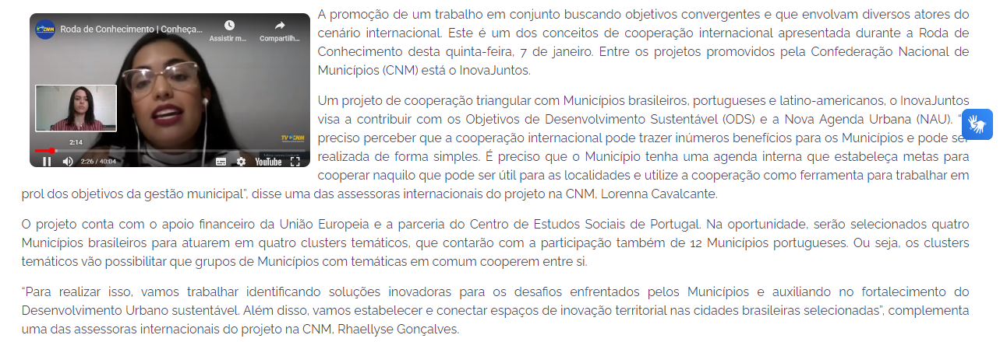 Roda de Conhecimento | Conheça...
Assistir m...
Compartilh...
TV CNM
2:14
2:26 / 40:04
YouTube
A promoção de um trabalho em conjunto buscando objetivos convergentes e que envolvam diversos atores do
cenário internacional. Este é um dos conceitos de cooperação internacional apresentada durante a Roda de
Conhecimento desta quinta-feira, 7 de janeiro. Entre os projetos promovidos pela Confederação Nacional de
Municípios (CNM) está o InovaJuntos.
Um projeto de cooperação triangular com Municípios brasileiros, portugueses e latino-americanos, o InovaJuntos
visa a contribuir com os Objetivos de Desenvolvimento Sustentável (ODS) e a Nova Agenda Urbana (NAU). “
preciso perceber que a cooperação internacional pode trazer inúmeros benefícios para os Municípios e pode ser
realizada de forma simples. É preciso que o Município tenha uma agenda interna que estabeleça metas para
cooperar naquilo que pode ser útil para as localidades e utilize a cooperação como ferramenta para trabalhar em
prol dos objetivos da gestão municipal”, disse uma das assessoras internacionais do projeto na CNM, Lorenna Cavalcante.
O projeto conta com o apoio financeiro da União Europeia e a parceria do Centro de Estudos Sociais de Portugal. Na oportunidade, serão selecionados quatro
Municípios brasileiros para atuarem em quatro clusters temáticos, que contarão com a participação também de 12 Municípios portugueses. Ou seja, os clusters
temáticos vão possibilitar que grupos de Municípios com temáticas em comum cooperem entre si.
“Para realizar isso, vamos trabalhar identificando soluções inovadoras para os desafios enfrentados pelos Municípios e auxiliando no fortalecimento do
Desenvolvimento Urbano sustentável. Além disso, vamos estabelecer e conectar espaços de inovação territorial nas cidades brasileiras selecionadas”, complementa
uma das assessoras internacionais do projeto na CNM, Rhaellyse Gonçalves.